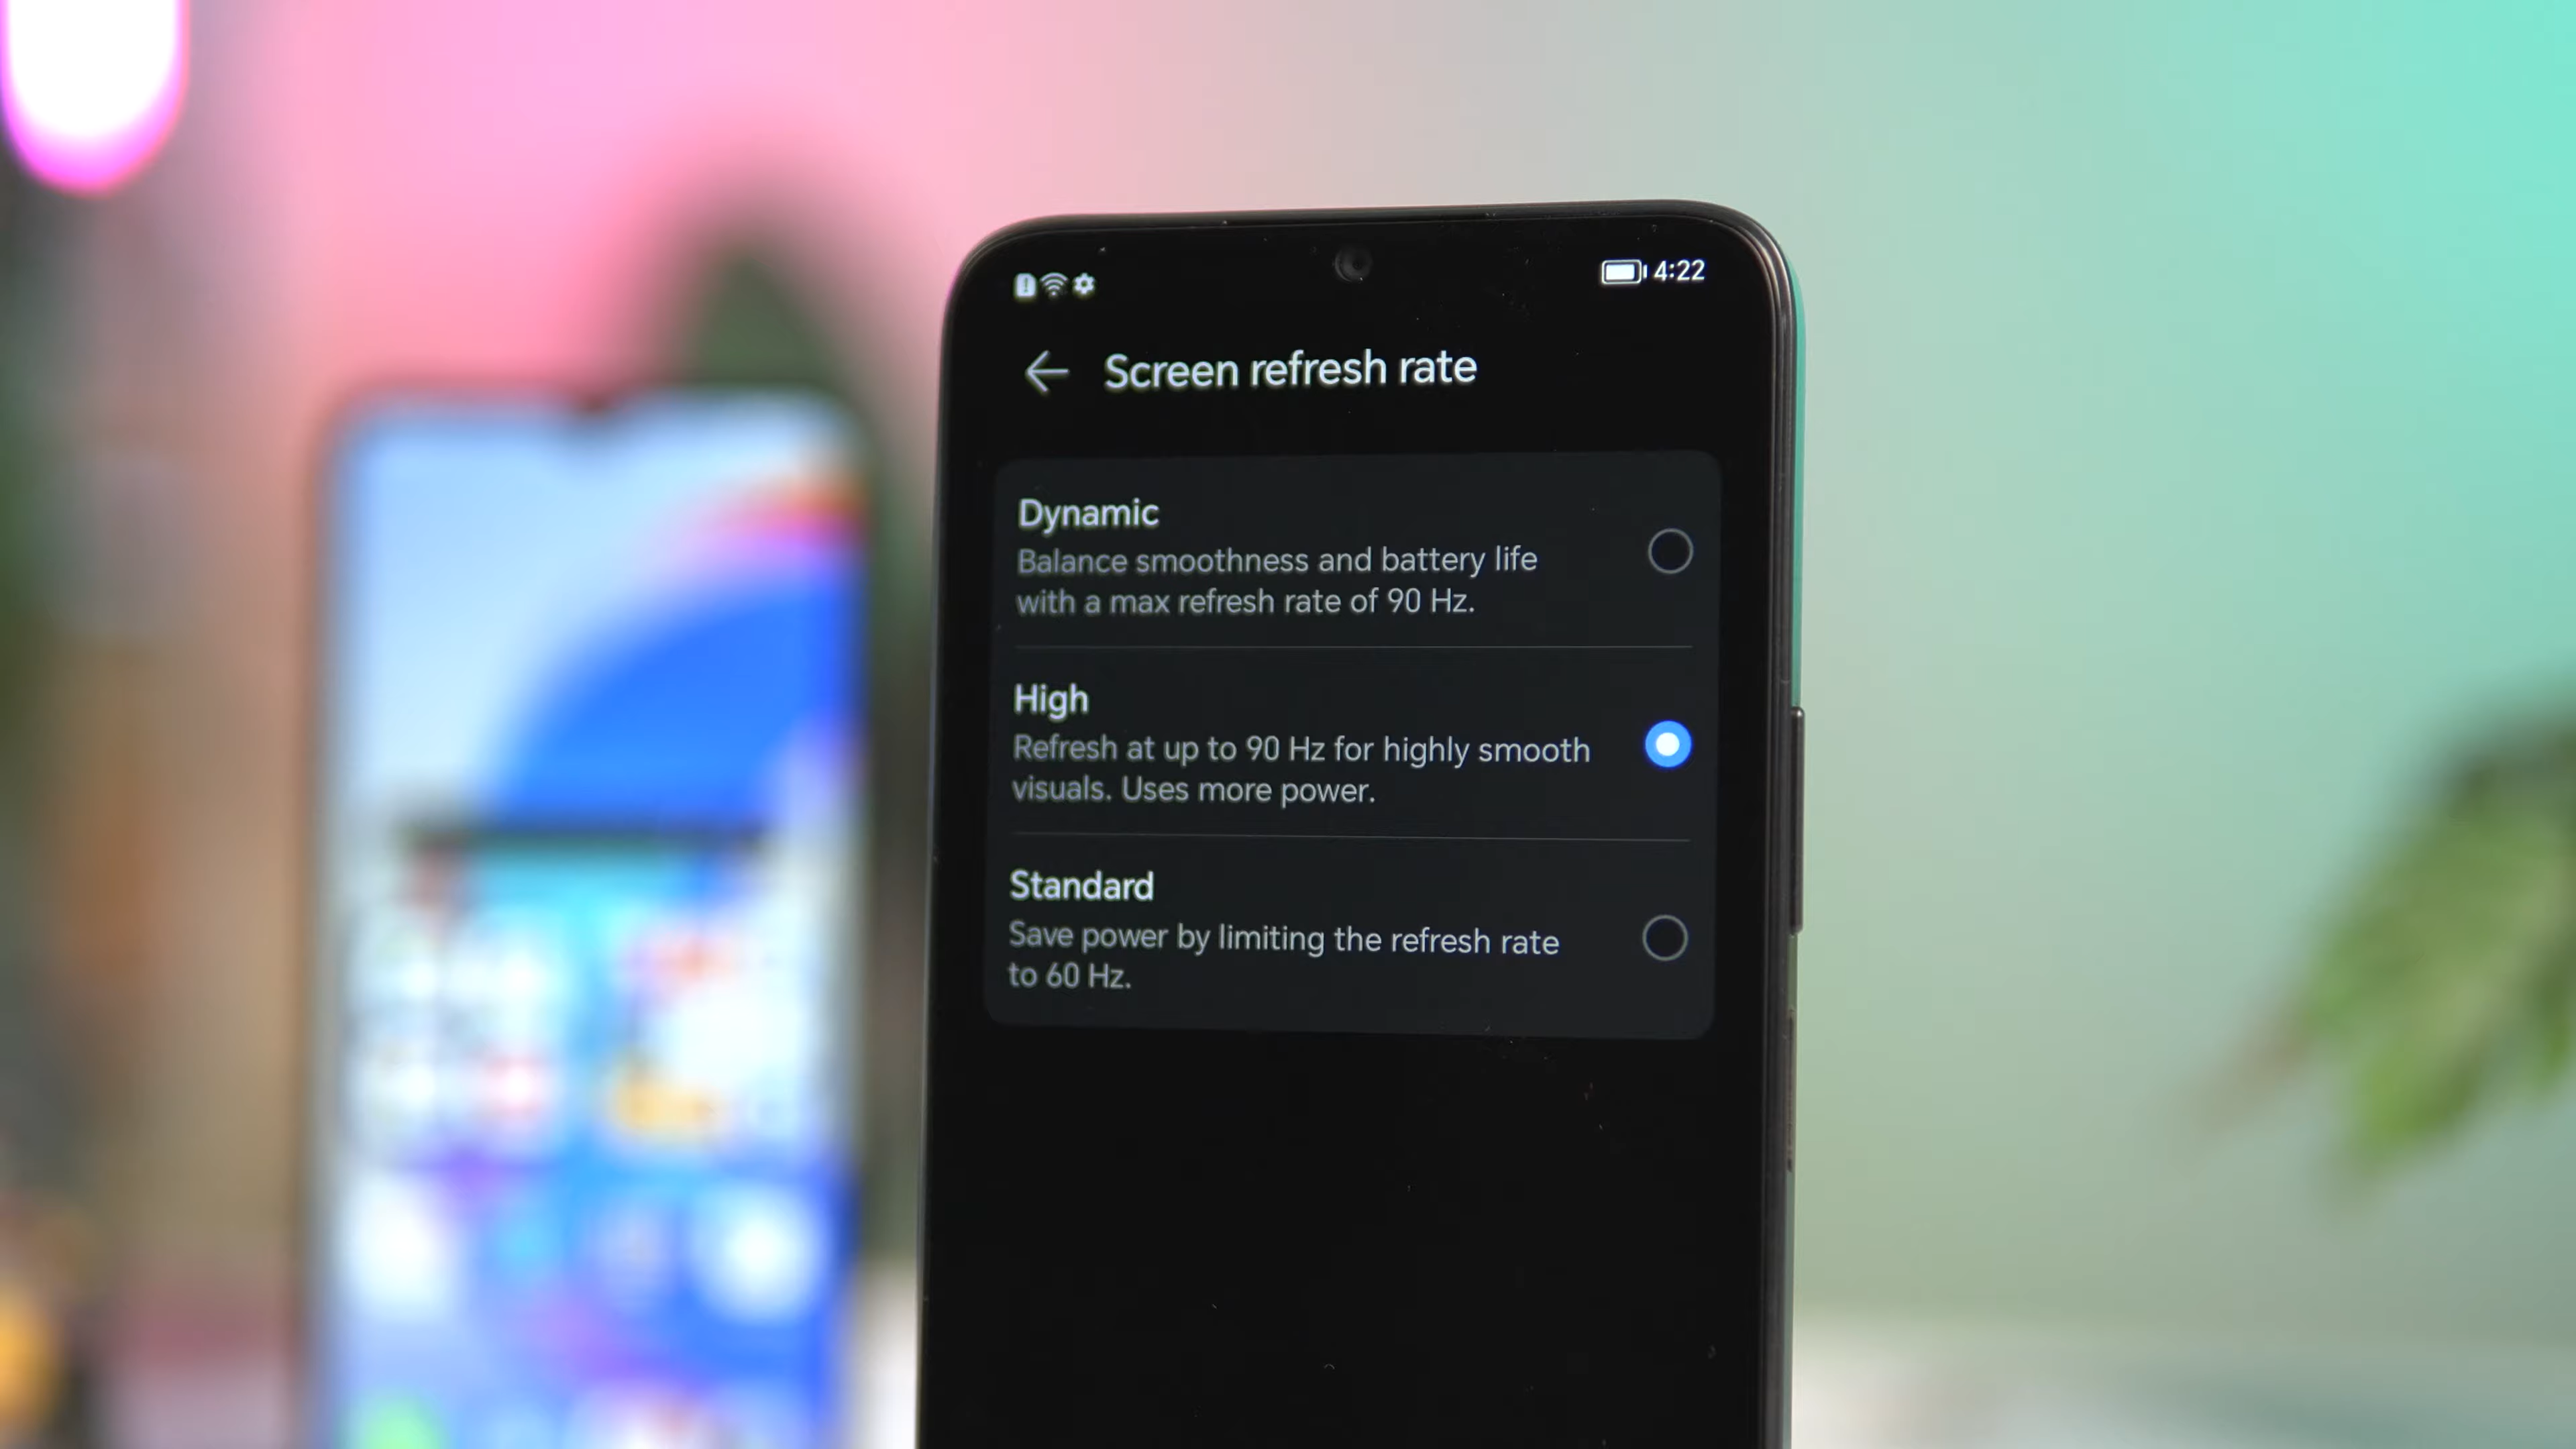 4:22
Screen refresh rate
Dynamic
Balance smoothness and battery life
with a max refresh rate of 90 Hz.
High
Refresh at up to 90 Hz for highly smooth
visuals. Uses more power.
Standard
Save power by limiting the refresh rate
to 60 Hz.